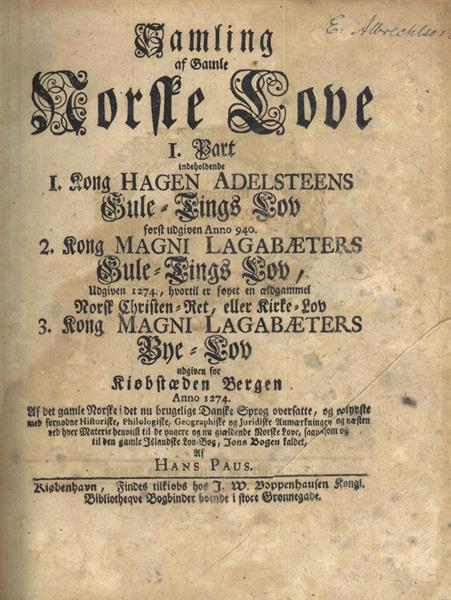 E. Albrechtson
Samling
af Gamle
Norske Love
I. Part
indeholdende
1. Kong HAGEN ADELSTEENS
Gule-Tings Lov
først udgiven Anno 940.
2. Kong MAGNI LAGABÆTERS
Gule-Tings Lov,
Udgiven 1274., hvortil er føyet en ældgammel
Norsk Christen-Ret, eller Kirke-Lov
3. Kong MAGNI LAGABÆTERS
Bye-Lov
udgiven for
Kiøbstæden Bergen
Anno 1274.
Af det gamle Norske i det nu brugelige Danske Sprog oversatte, og oplyste
med fornødne Historiske, Philologiske, Geographiske og Juridiske Anmærkninger, og næsten
ved hver Materie henviist til de nyere og nu giældende Norske Love, saavelsom og
til den gamle Islandske Lov-Bog, Jons Bogen kaldet,
Af
HANS PAUS.
Kiøbenhavn, Findes tilkiøbs hos J. W. Boppenhausen Kongl.
Bibliotheqve Bogbinder boende i store Grønnegade.